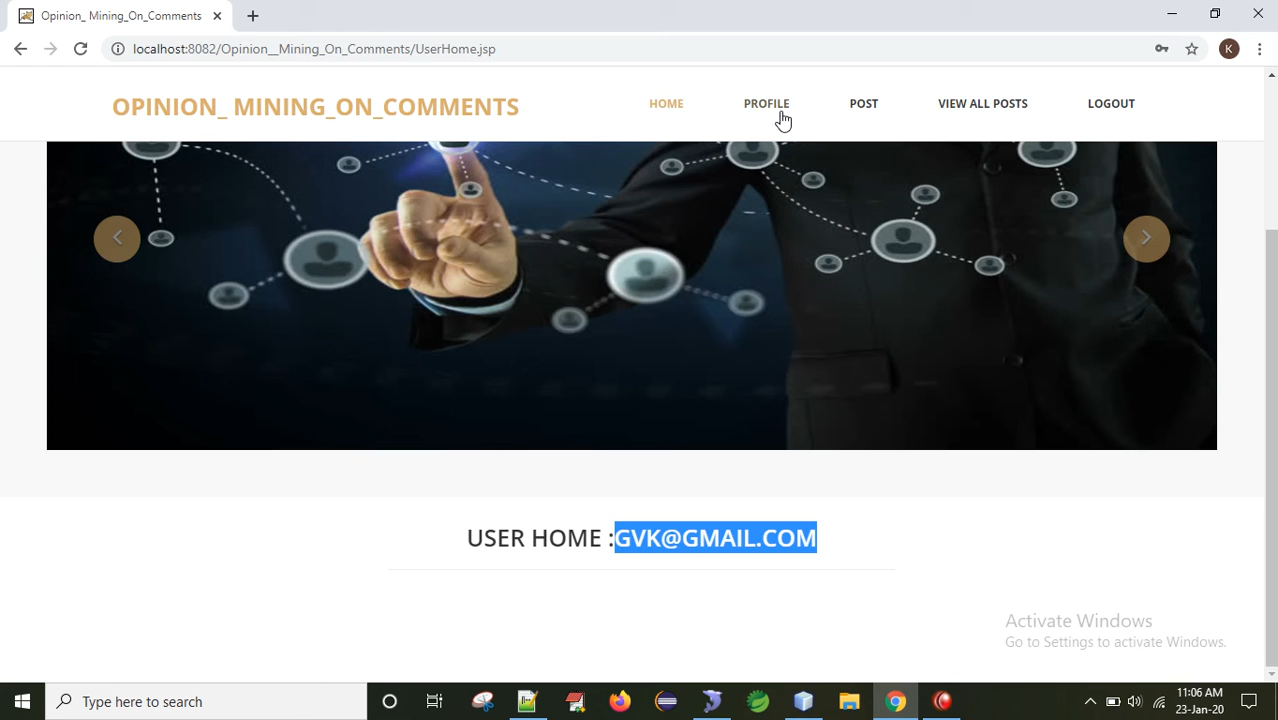 Opinion_ Mining_On_Comments
localhost:8082/Opinion__Mining_On_Comments/UserHome.jsp
K
OPINION_ MINING_ON_COMMENTS
HOME
PROFILE
POST
VIEW ALL POSTS
LOGOUT
USER HOME :GVK@GMAIL.COM
Activate Windows
Go to Settings to activate Windows.
Type here to search
11:06 AM
23-Jan-20